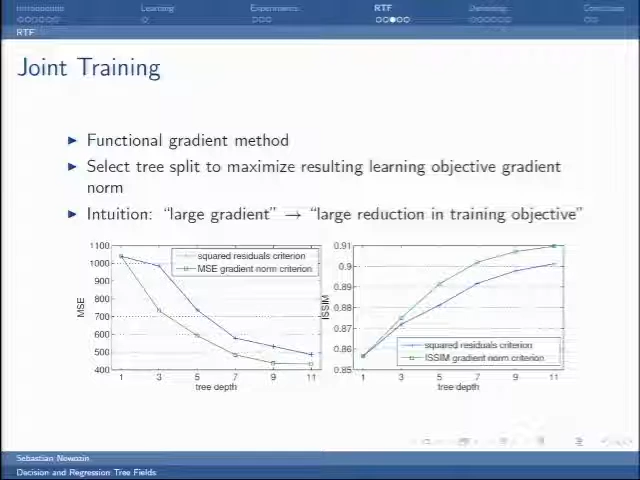 Introduction Learning Experiments RTF Denoising Conclusion
RTF
Joint Training
► Functional gradient method
► Select tree split to maximize resulting learning objective gradient
norm
► Intuition: “large gradient” → “large reduction in training objective”
1100
1000
900
800
700
600
500
400
MSE
squared residuals criterion
MSE gradient norm criterion
1 3 5 7 9 11
tree depth
0.91
0.9
0.89
0.88
0.87
0.86
0.85
ISSIM
squared residuals criterion
ISSIM gradient norm criterion
1 3 5 7 9 11
tree depth
Sebastian Nowozin
Decision and Regression Tree Fields